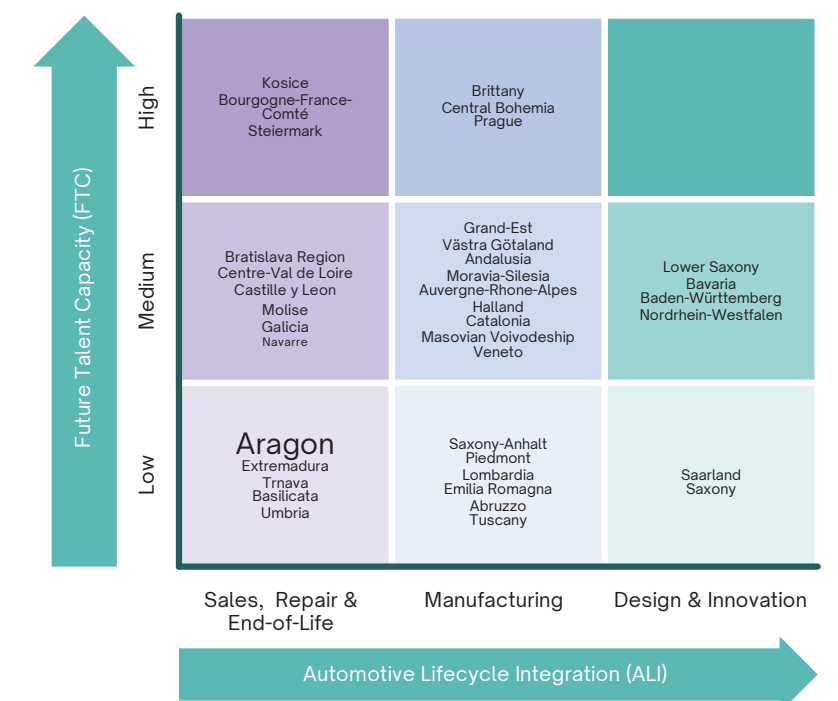 Future Talent Capacity (FTC)
High
Kosice
Bourgogne-France-
Comté
Steiermark
Brittany
Central Bohemia
Prague
Medium
Bratislava Region
Centre-Val de Loire
Castille y Leon
Molise
Galicia
Navarre
Grand-Est
Västra Götaland
Andalusia
Moravia-Silesia
Auvergne-Rhone-Alpes
Halland
Catalonia
Masovian Voivodeship
Veneto
Lower Saxony
Bavaria
Baden-Württemberg
Nordrhein-Westfalen
Low
Aragon
Extremadura
Trnava
Basilicata
Umbria
Saxony-Anhalt
Piedmont
Lombardia
Emilia Romagna
Abruzzo
Tuscany
Saarland
Saxony
Sales, Repair &
End-of-Life
Manufacturing
Design & Innovation
Automotive Lifecycle Integration (ALI)